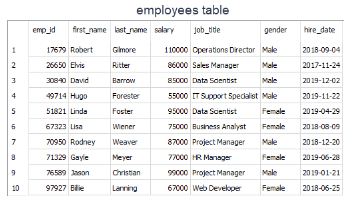 employees table
emp_id first_name last_name salary job_title gender hire_date
1 17679 Robert Gilmore 110000 Operations Director Male 2018-09-04
2 26650 Elvis Ritter 86000 Sales Manager Male 2017-11-24
3 30840 David Barrow 85000 Data Scientist Male 2019-12-02
4 49714 Hugo Forester 55000 IT Support Specialist Male 2019-11-22
5 51821 Linda Foster 95000 Data Scientist Female 2019-04-29
6 67323 Lisa Wiener 75000 Business Analyst Female 2018-08-09
7 70950 Rodney Weaver 87000 Project Manager Male 2018-12-20
8 71329 Gayle Meyer 77000 HR Manager Female 2019-06-28
9 76589 Jason Christian 99000 Project Manager Male 2019-01-21
10 97927 Billie Lanning 67000 Web Developer Female 2018-06-25